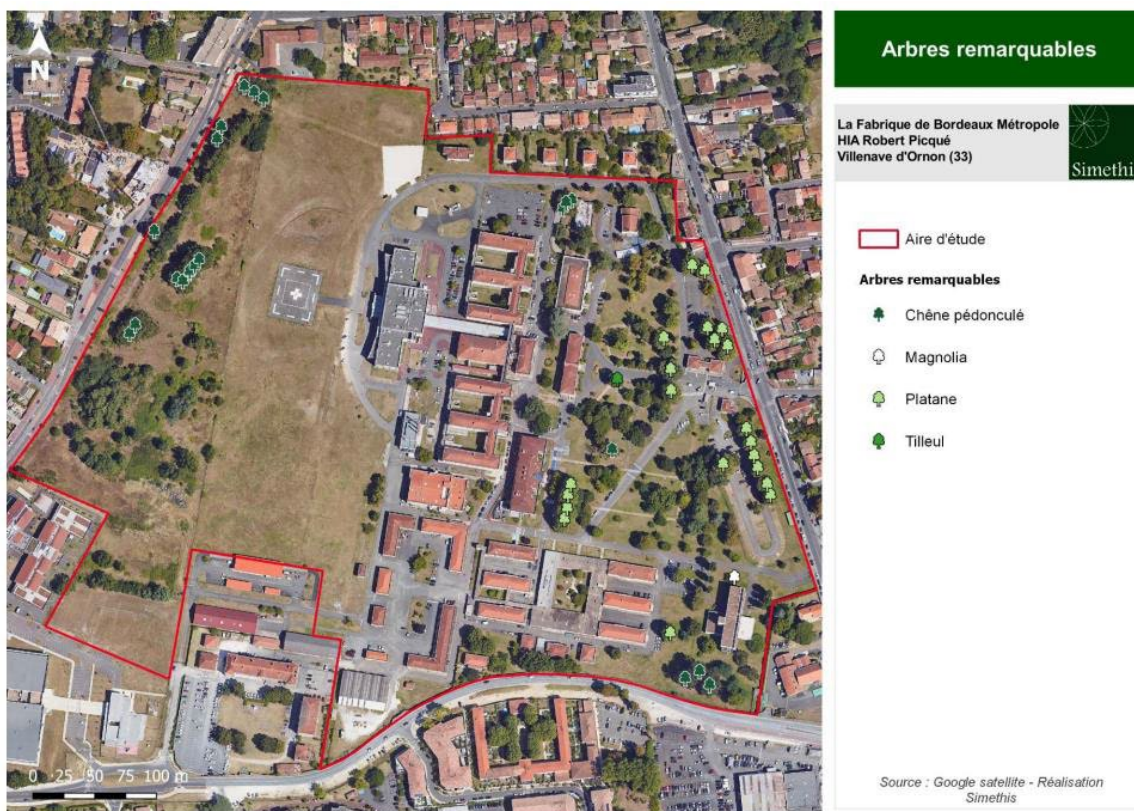 N
0 25 50 75 100 m
Arbres remarquables
La Fabrique de Bordeaux Métropole
HIA Robert Picqué
Villenave d'Ornon (33)
Simethis
Aire d'étude
Arbres remarquables
Chêne pédonculé
Magnolia
Platane
Tilleul
Source : Google satellite - Réalisation
Simethis